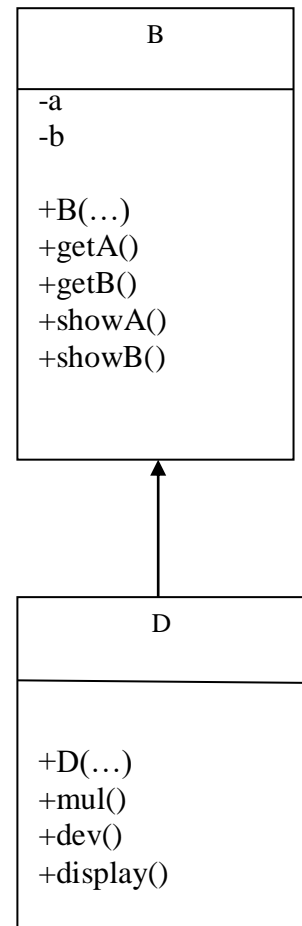 B
-a
-b
+B(…)
+getA()
+getB()
+showA()
+showB()
D
+D(…)
+mul()
+dev()
+display()